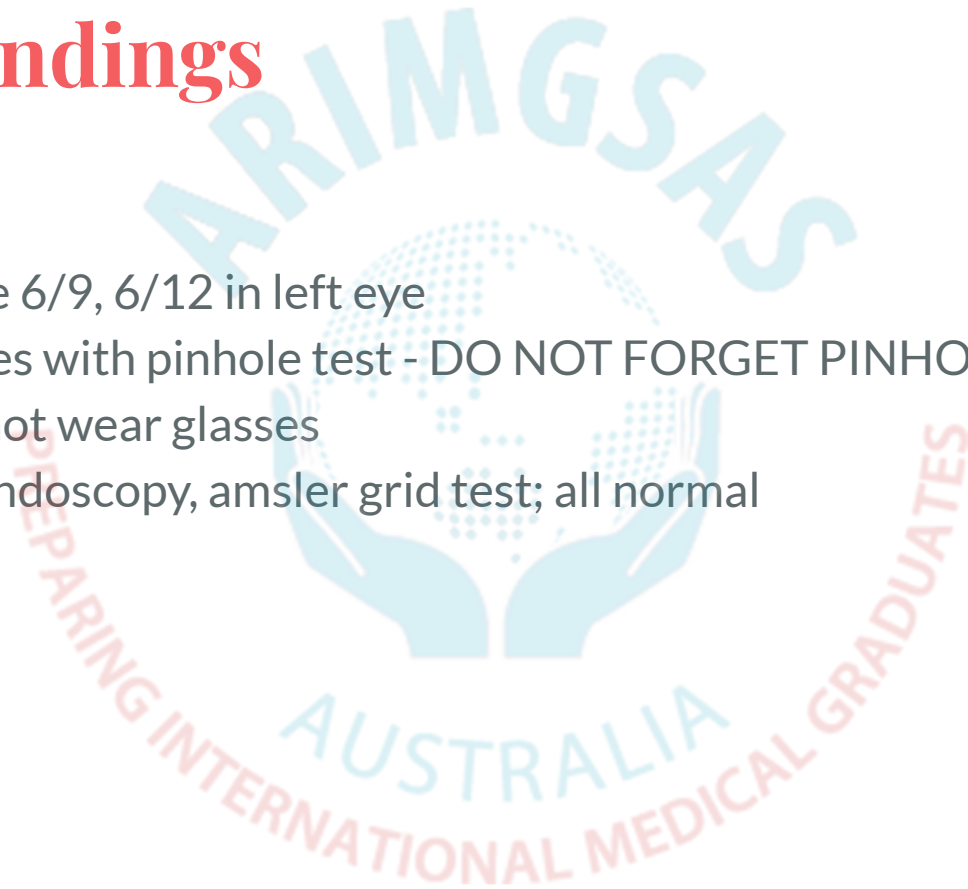 ndings
e 6/9, 6/12 in left eye
es with pinhole test - DO NOT FORGET PINHO
ot wear glasses
ndoscopy, amsler grid test; all normal
ARIMGSAS
AUSTRALIA
PREPARING INTERNATIONAL MEDICAL GRADUATES